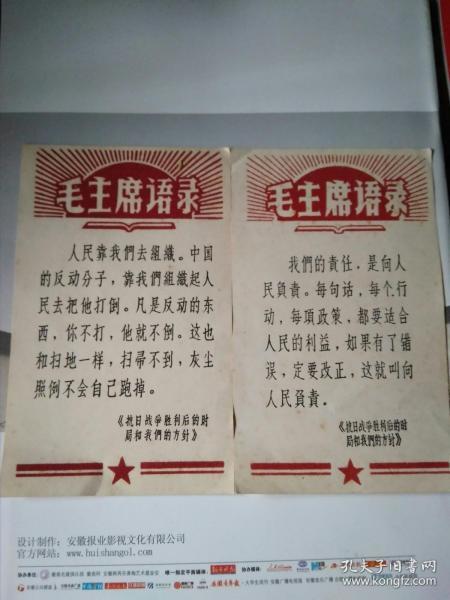 毛主席语录
人民靠我們去組織。中国
的反动分子，靠我們組織起人
民去把他打倒。凡是反动的东
西，你不打，他就不倒。这也
和扫地一样，扫帚不到，灰尘
照例不会自己跑掉。
《抗日战爭胜利后的时
局和我們的方針》
毛主席语录
我們的責任，是向人
民負責。每句話，每个行
动，每項政策，都要适合
人民的利益，如果有了錯
誤，定要改正，这就叫向
人民負責。
《抗日战爭胜利后的时
局和我們的方針》
设计制作：安徽报业影视文化有限公司
官方网站：www.huishangol.com
孔夫子旧书网